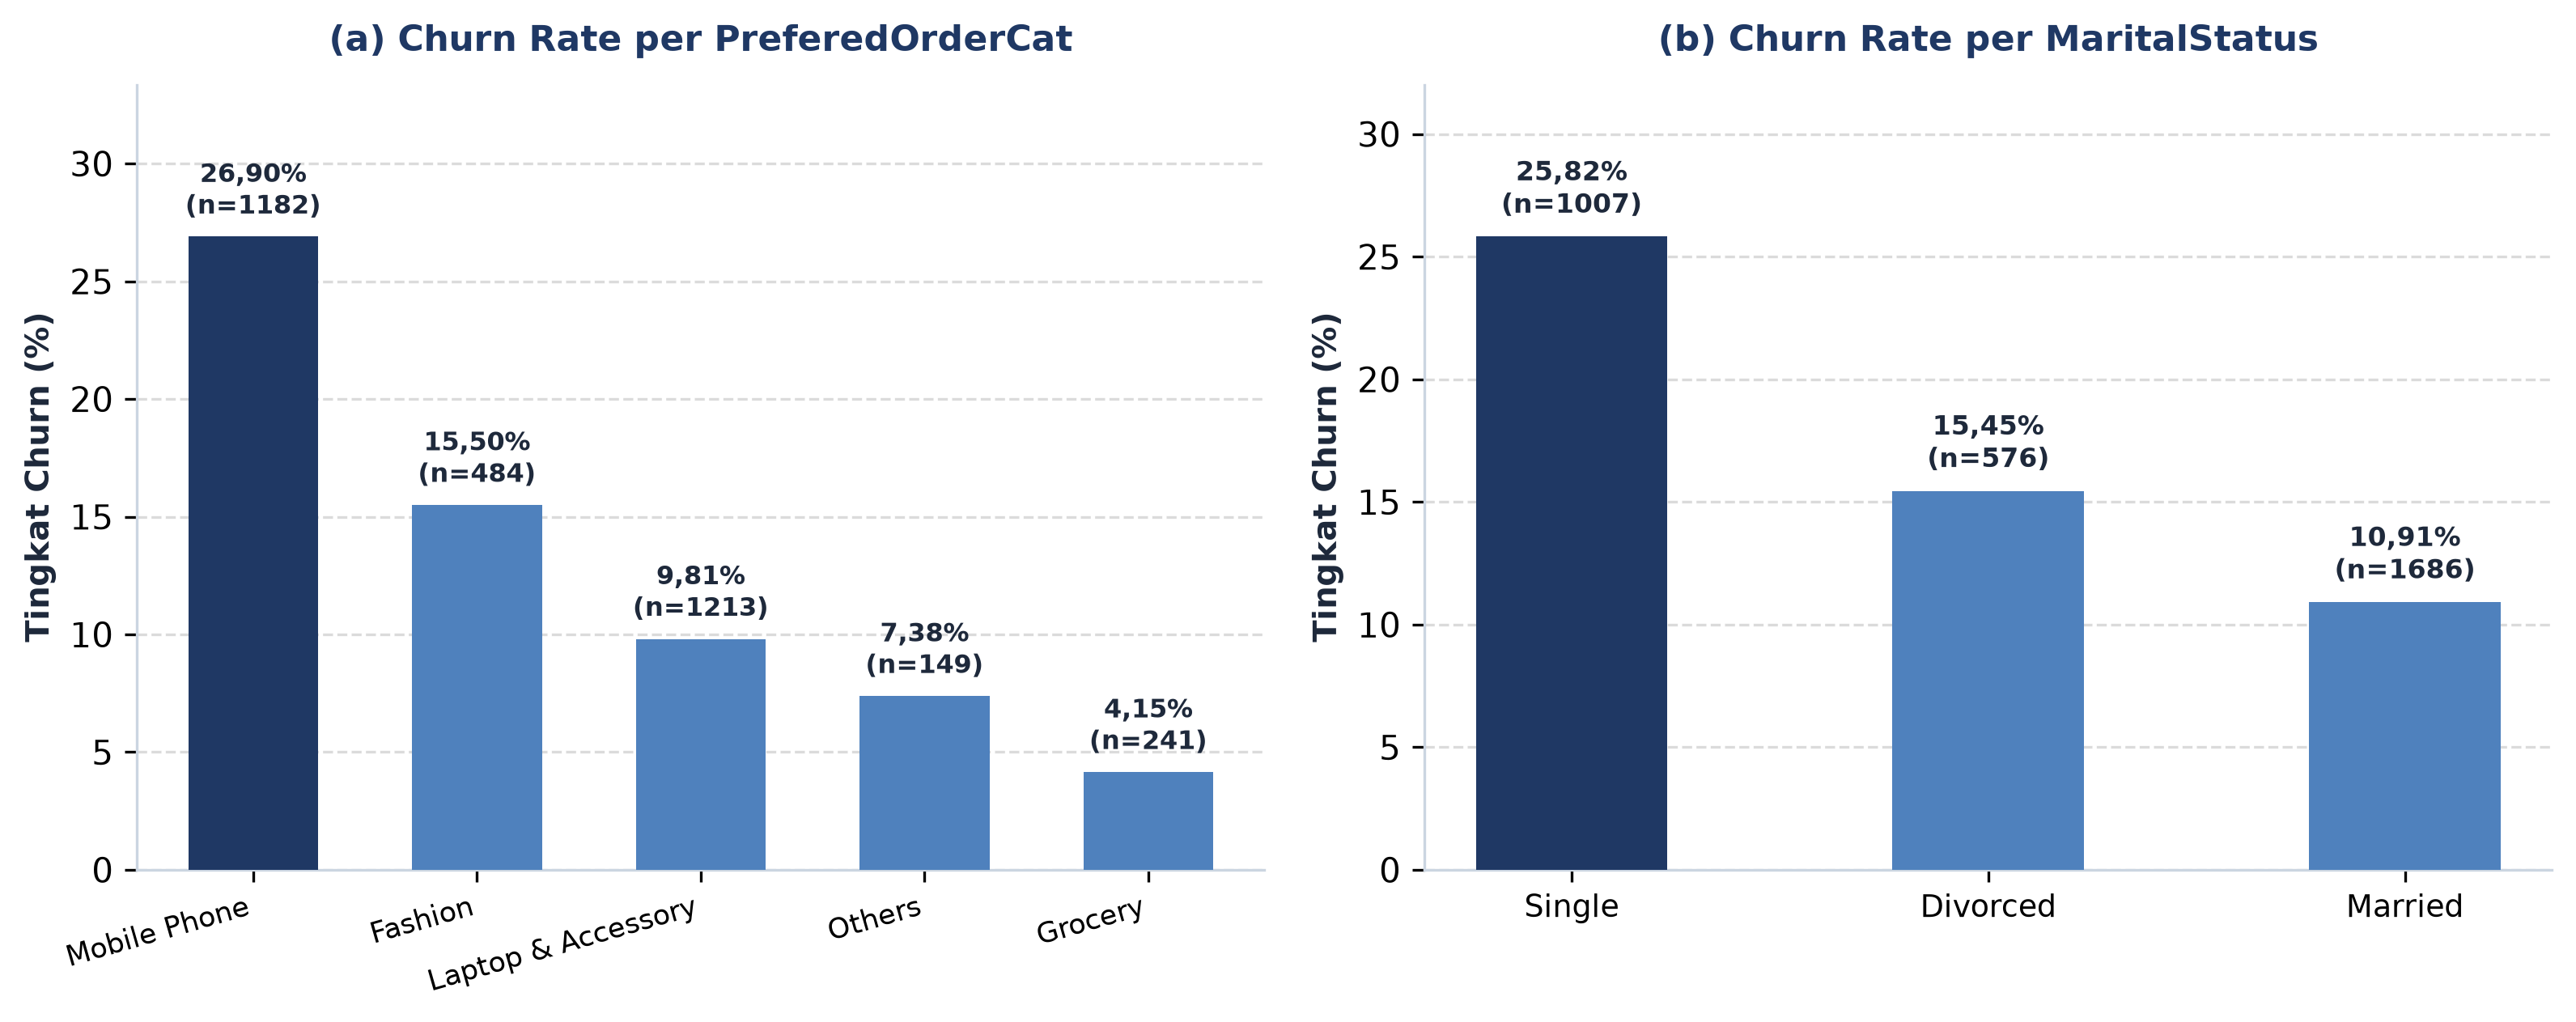 (a) Churn Rate per PreferedOrderCat
Tingkat Churn (%)
30
25
20
15
10
5
0
26,90%
(n=1182)
15,50%
(n=484)
9,81%
(n=1213)
7,38%
(n=149)
4,15%
(n=241)
Mobile Phone
Fashion
Laptop & Accessory
Others
Grocery
(b) Churn Rate per MaritalStatus
Tingkat Churn (%)
30
25
20
15
10
5
0
25,82%
(n=1007)
15,45%
(n=576)
10,91%
(n=1686)
Single
Divorced
Married